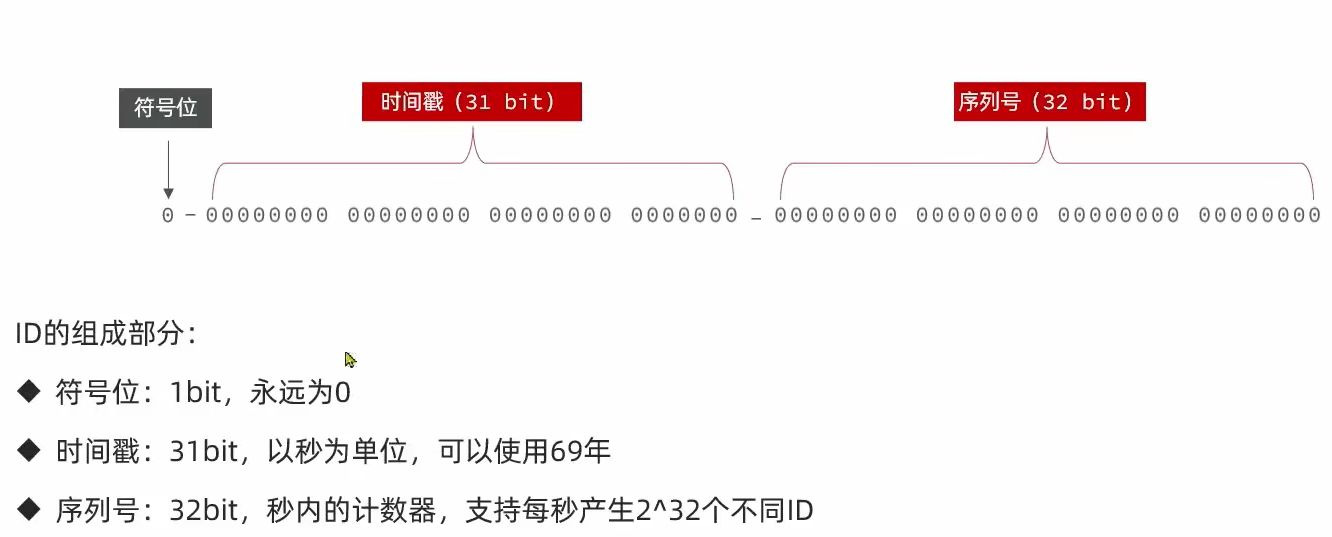 符号位
时间戳（31 bit）
序列号（32 bit）
0 – 00000000 00000000 00000000 0000000 – 00000000 00000000 00000000 00000000
ID的组成部分：
◆ 符号位：1bit，永远为0
◆ 时间戳：31bit，以秒为单位，可以使用69年
◆ 序列号：32bit，秒内的计数器，支持每秒产生2^32个不同ID